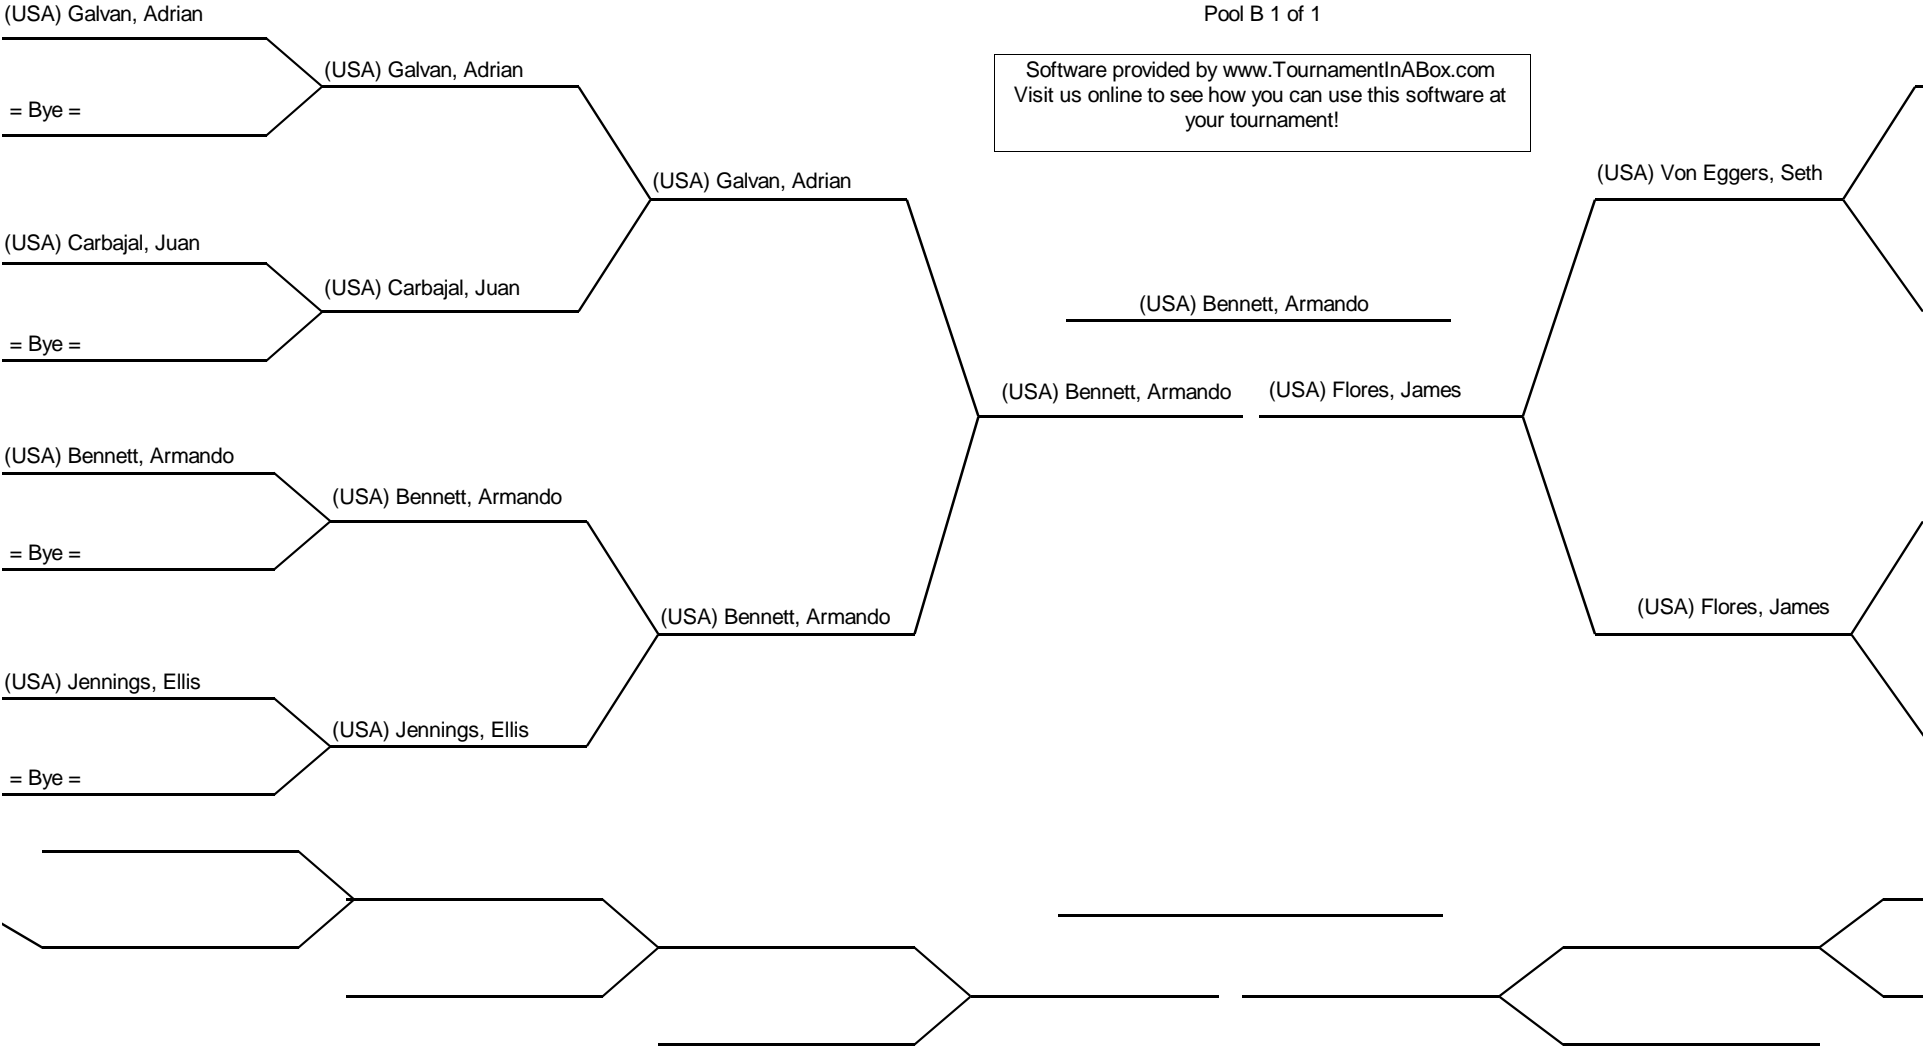 (USA) Galvan, Adrian
Pool B 1 of 1
(USA) Galvan, Adrian
Software provided by www.TournamentInABox.com
Visit us online to see how you can use this software at
your tournament!
= Bye =
(USA) Galvan, Adrian
(USA) Von Eggers, Seth
(USA) Carbajal, Juan
(USA) Carbajal, Juan
(USA) Bennett, Armando
= Bye =
(USA) Bennett, Armando
(USA) Flores, James
(USA) Bennett, Armando
(USA) Bennett, Armando
= Bye =
(USA) Bennett, Armando
(USA) Flores, James
(USA) Jennings, Ellis
(USA) Jennings, Ellis
= Bye =